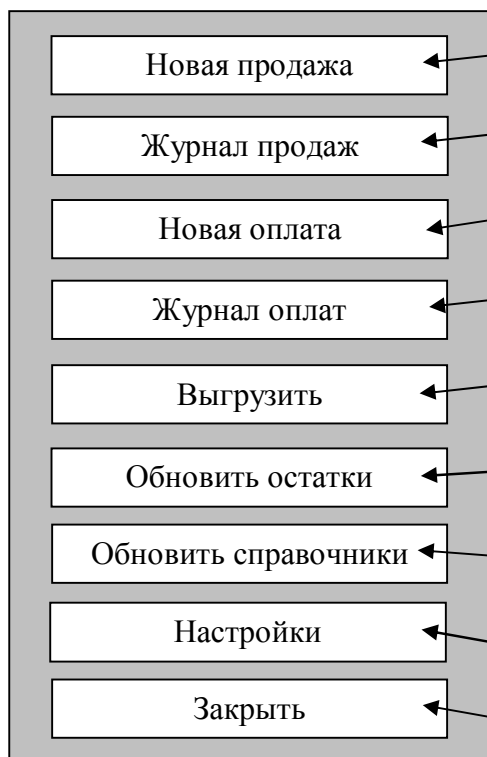 Новая продажа
Журнал продаж
Новая оплата
Журнал оплат
Выгрузить
Обновить остатки
Обновить справочники
Настройки
Закрыть